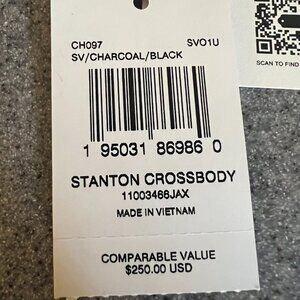 CH097 SVO1U
SV/CHARCOAL/BLACK
1 95031 86986 0
STANTON CROSSBODY
11003466JAX
MADE IN VIETNAM
COMPARABLE VALUE
$250.00 USD
SCAN TO FIND